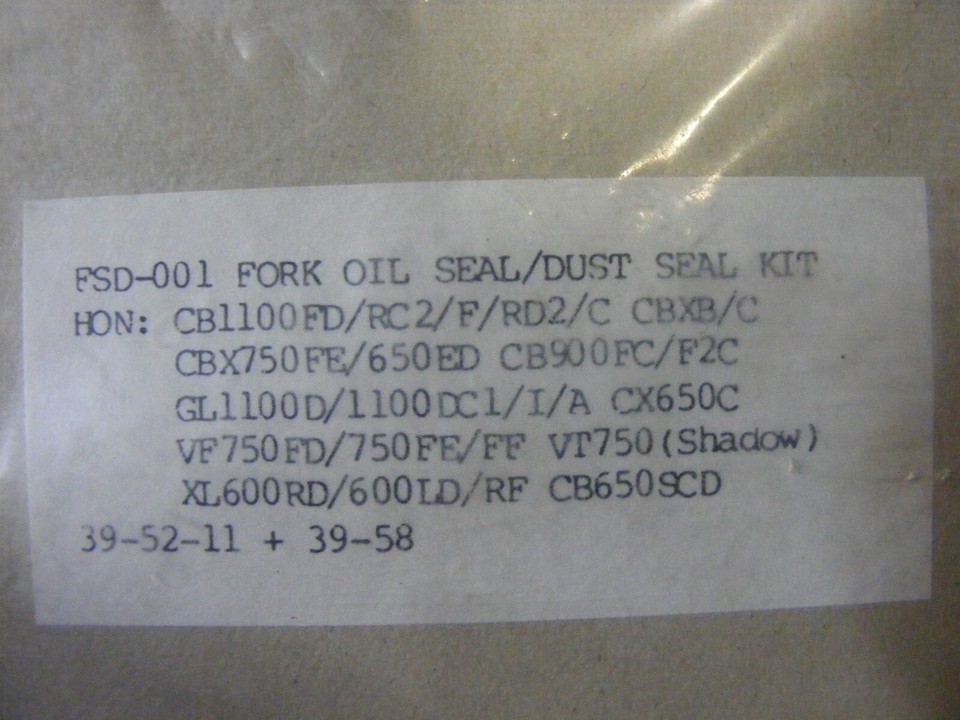 FSD-001 FORK OIL SEAL/DUST SEAL KIT
HON: CB1100FD/RC2/F/RD2/C CBXB/C
CBX750FE/650ED CB900FC/F2C
GL1100D/1100DC1/I/A CX650C
VF750FD/750FE/FF VT750(Shadow)
XL600RD/600LD/RF CB650SCD
39-52-11 + 39-58